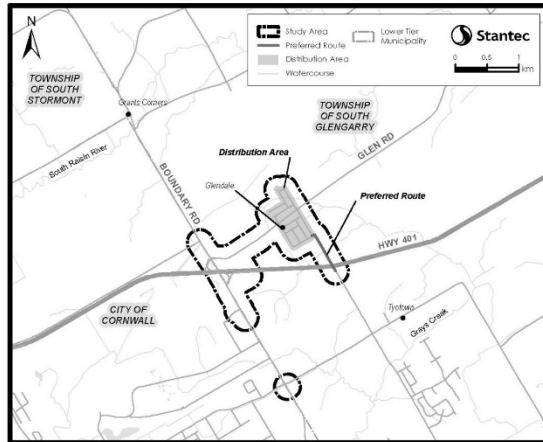 N
Study Area
Preferred Route
Distribution Area
Watercourse
Lower Tier
Municipality
Stantec
0 0.5 1
km
TOWNSHIP
OF SOUTH
STORMONT
Grants Corners
TOWNSHIP
OF SOUTH
GLENGARRY
South Raisin River
BOUNDARY RD
Distribution Area
GLEN RD
Glendale
Preferred Route
HWY 401
CITY OF
CORNWALL
Tyotown
Grays Creek